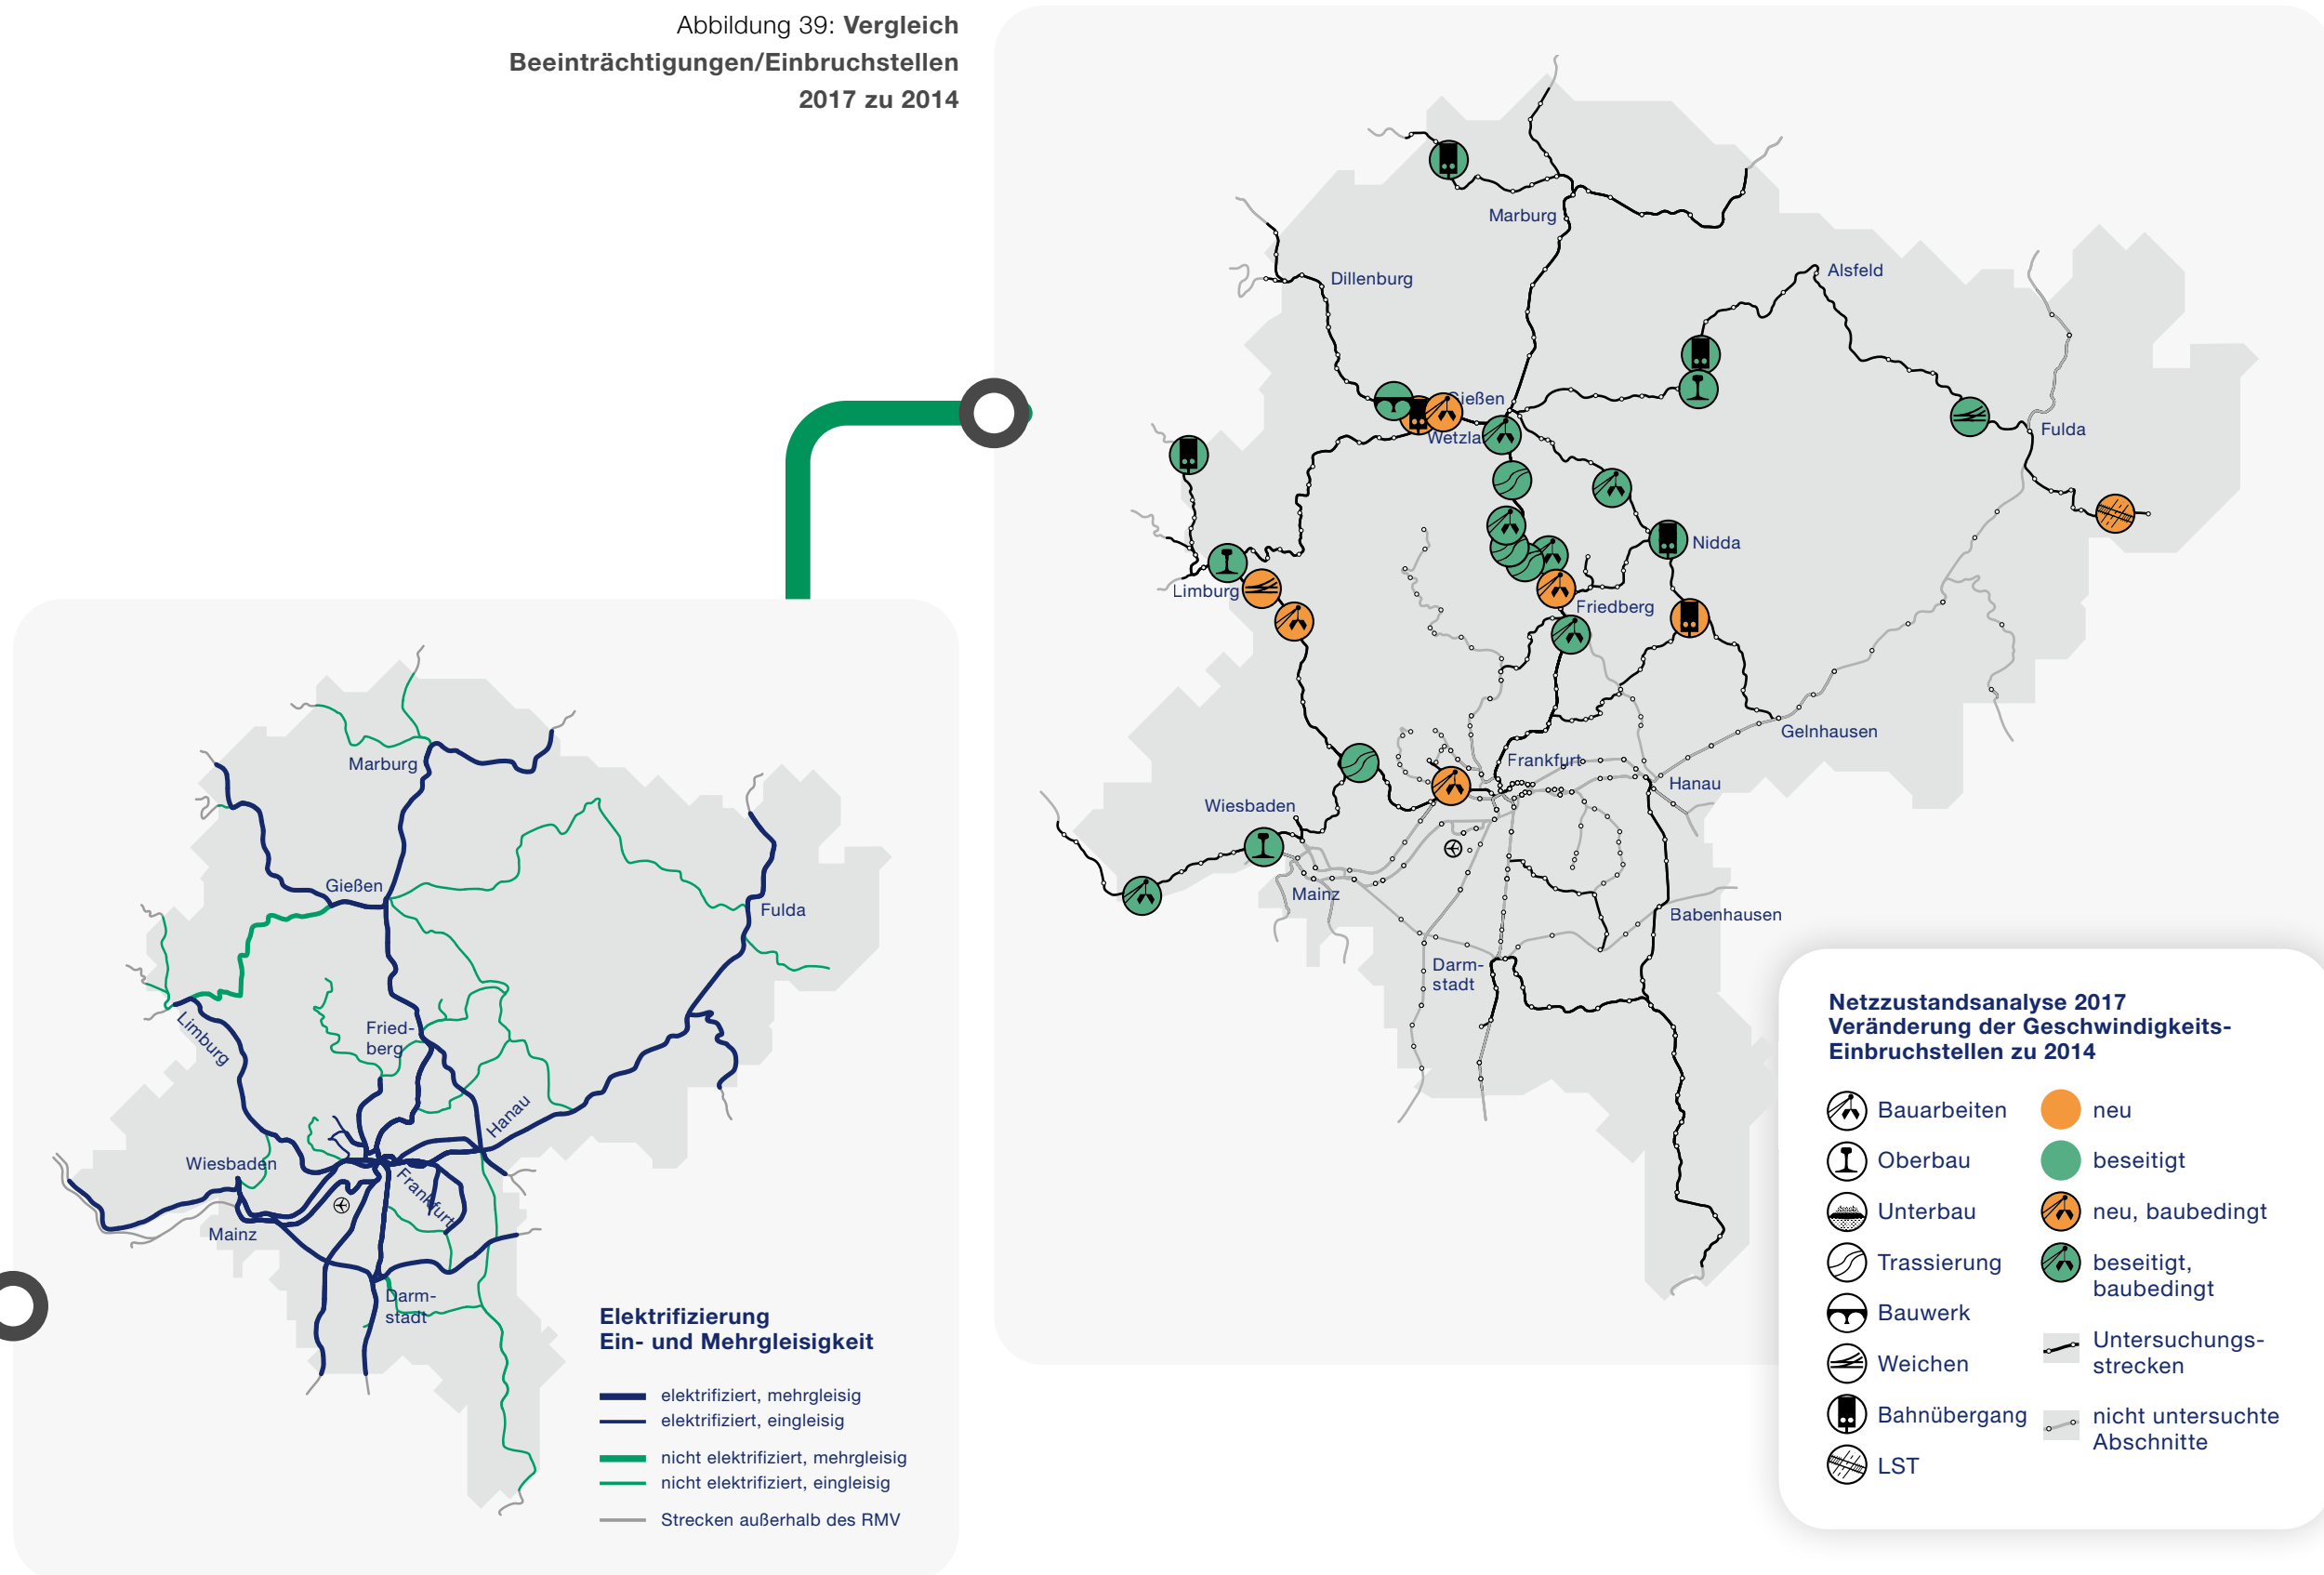 Abbildung 39: Vergleich
Beeinträchtigungen/Einbruchstellen
2017 zu 2014
Marburg
Dillenburg
Alsfeld
Gießen
Wetzla
Fulda
Nidda
Limburg
Friedberg
Gelnhausen
Frankfurt
Hanau
Wiesbaden
Mainz
Babenhausen
Darm-
stadt
Netzzustandsanalyse 2017
Veränderung der Geschwindigkeits-
Einbruchstellen zu 2014
Bauarbeiten
Oberbau
Unterbau
Trassierung
Bauwerk
Weichen
Bahnübergang
LST
neu
beseitigt
neu, baubedingt
beseitigt,
baubedingt
Untersuchungs-
strecken
nicht untersuchte
Abschnitte
Marburg
Gießen
Fulda
Limburg
Fried-
berg
Hanau
Wiesbaden
Frankfurt
Mainz
Darm-
stadt
Elektrifizierung
Ein- und Mehrgleisigkeit
elektrifiziert, mehrgleisig
elektrifiziert, eingleisig
nicht elektrifiziert, mehrgleisig
nicht elektrifiziert, eingleisig
Strecken außerhalb des RMV